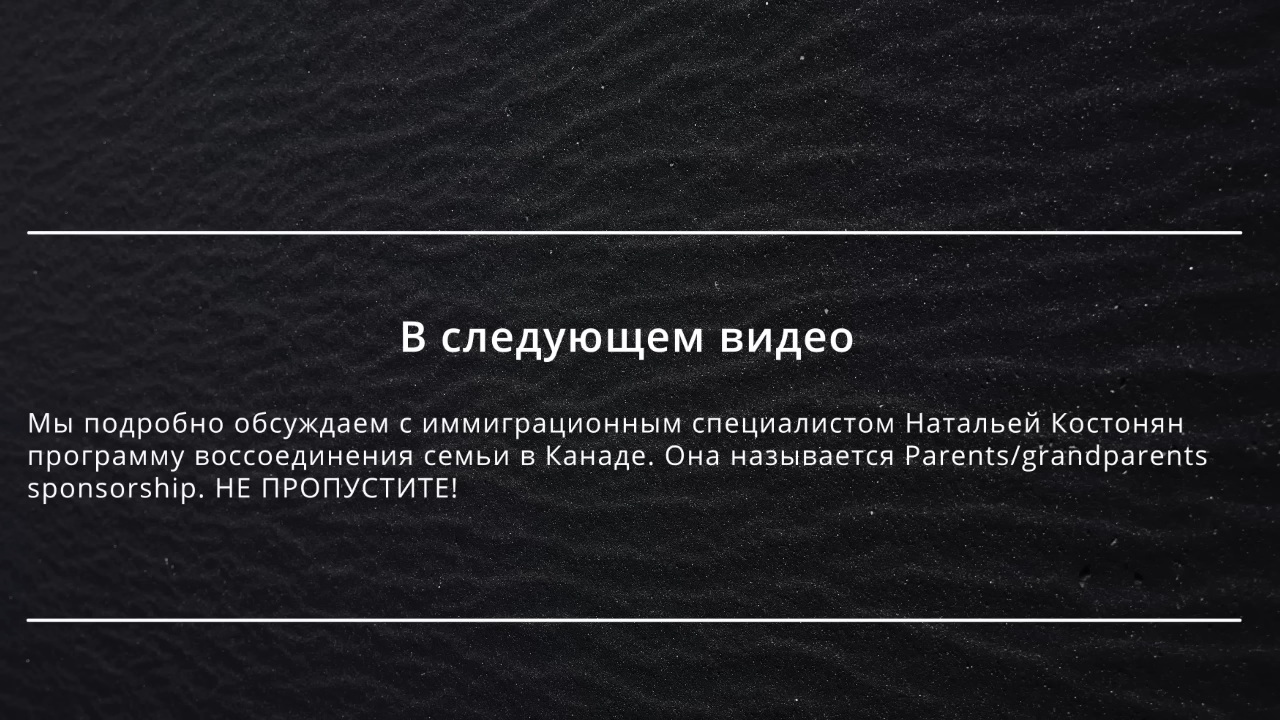 В следующем видео
Мы подробно обсуждаем с иммиграционным специалистом Натальей Костонян
программу воссоединения семьи в Канаде. Она называется Parents/grandparents
sponsorship. НЕ ПРОПУСТИТЕ!